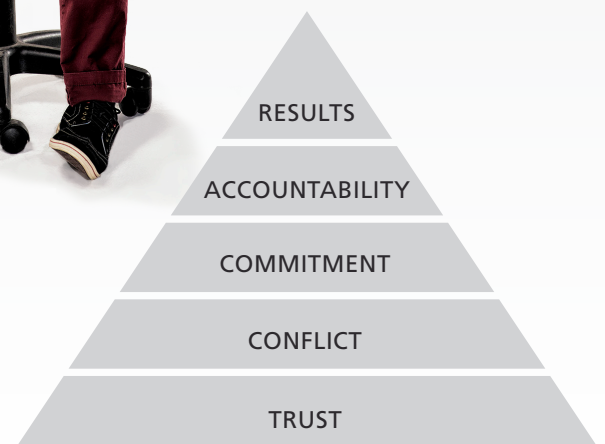 RESULTS
ACCOUNTABILITY
COMMITMENT
CONFLICT
TRUST